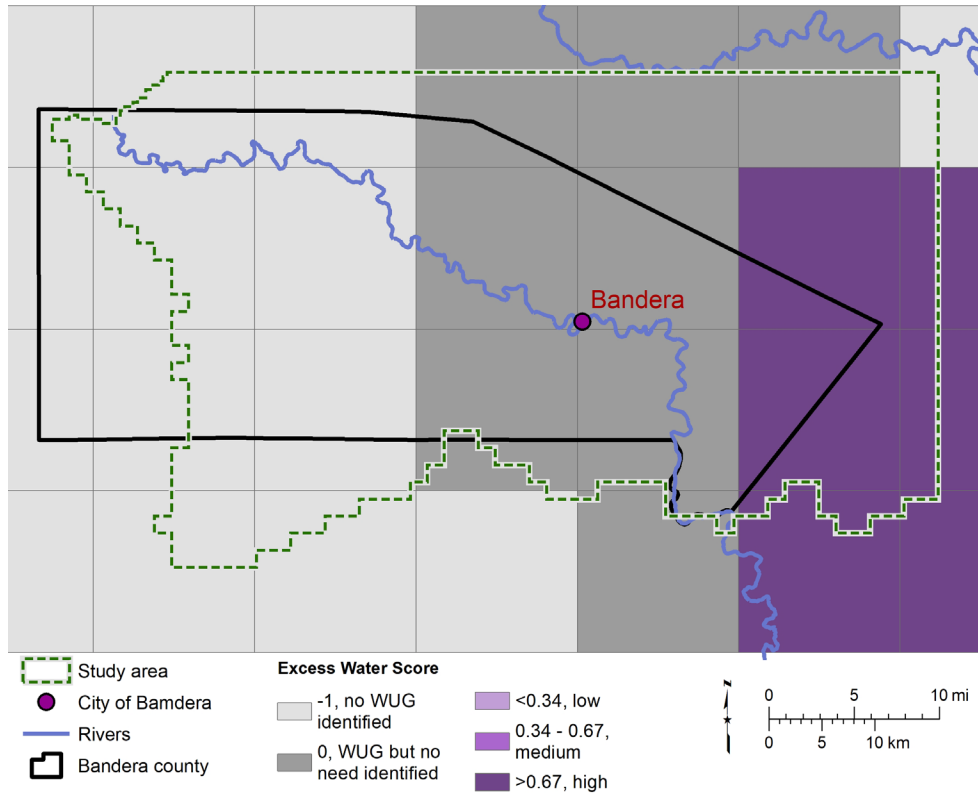 Bandera
Study area
City of Bamdera
Rivers
Bandera county
Excess Water Score
-1, no WUG
identified
0, WUG but no
need identified
<0.34, low
0.34 - 0.67,
medium
>0.67, high
N
0 5 10 mi
0 5 10 km